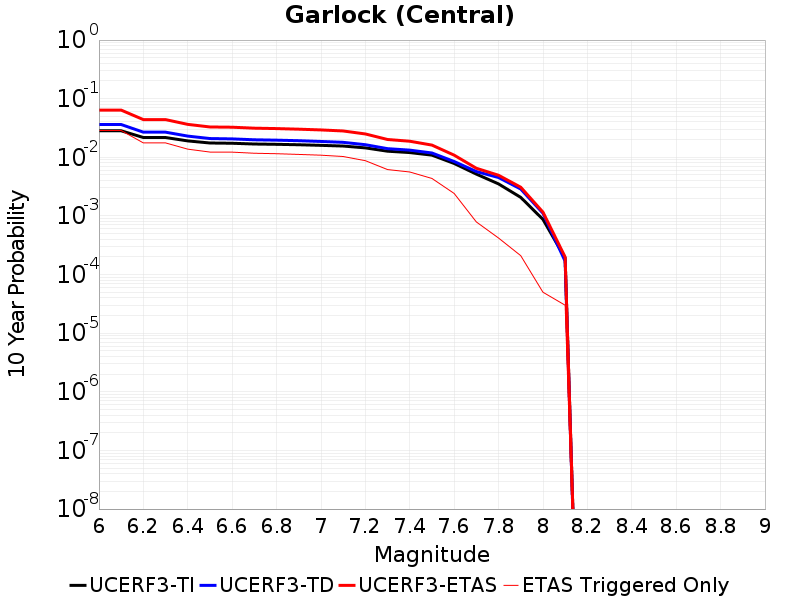 Garlock (Central)
10^0
10^-1
10^-2
10^-3
10^-4
10^-5
10^-6
10^-7
10^-8
10 Year Probability
6 6.2 6.4 6.6 6.8 7 7.2 7.4 7.6 7.8 8 8.2 8.4 8.6 8.8 9
Magnitude
UCERF3-TI UCERF3-TD UCERF3-ETAS ETAS Triggered Only